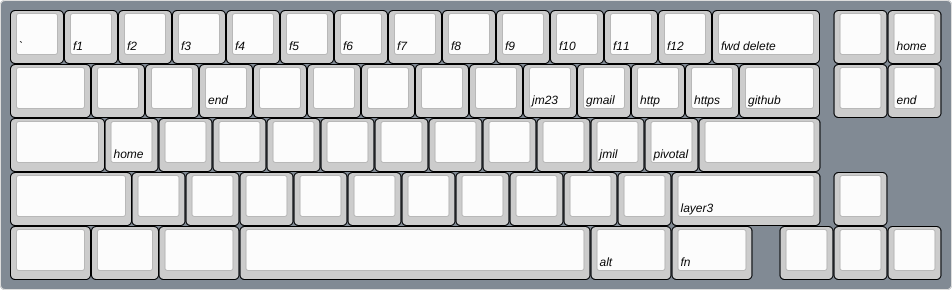 ` f1 f2 f3 f4 f5 f6 f7 f8 f9 f10 f11 f12 fwd delete home
end jm23 gmail http https github end
home jmil pivotal
layer3
alt fn